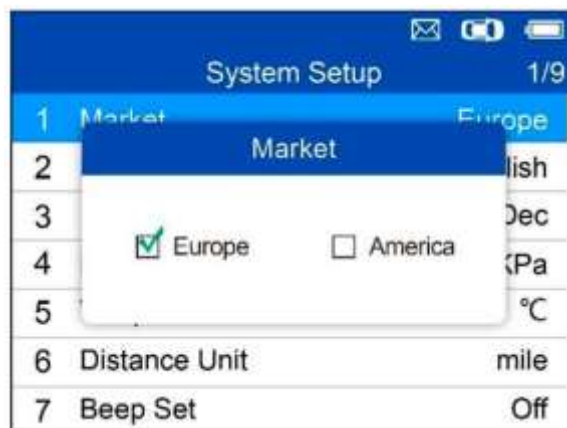 System Setup 1/9
1 Market Europe
Market
2 lish
3 Dec
Europe America
4 KPa
5 °C
6 Distance Unit mile
7 Beep Set Off